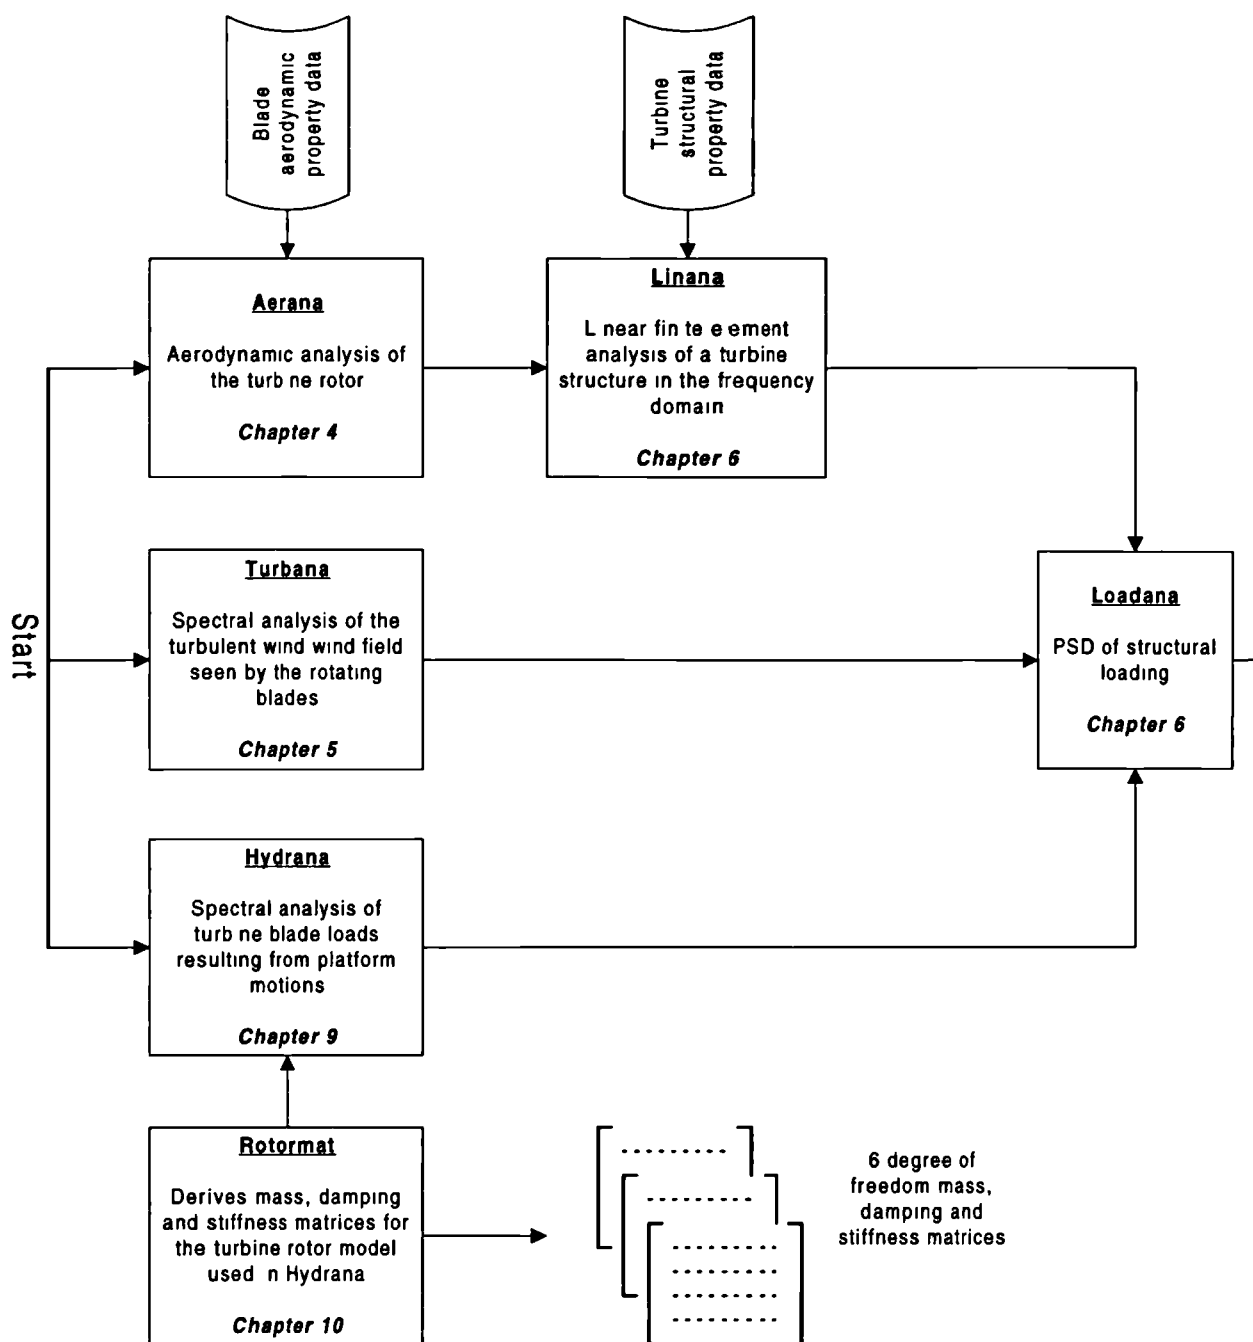 Blade
aerodynamic
property data
Turbine
structural
property data
Aerana
Aerodynamic analysis of
the turb ne rotor
Chapter 4
Linana
L near fin te e ement
analysis of a turbine
structure in the frequency
domain
Chapter 6
Start
Turbana
Spectral analysis of the
turbulent wind wind field
seen by the rotating
blades
Chapter 5
Loadana
PSD of structural
loading
Chapter 6
Hydrana
Spectral analysis of
turb ne blade loads
resulting from platform
motions
Chapter 9
Rotormat
Derives mass, damping
and stiffness matrices for
the turbine rotor model
used n Hydrana
Chapter 10
6 degree of
freedom mass,
damping and
stiffness matrices